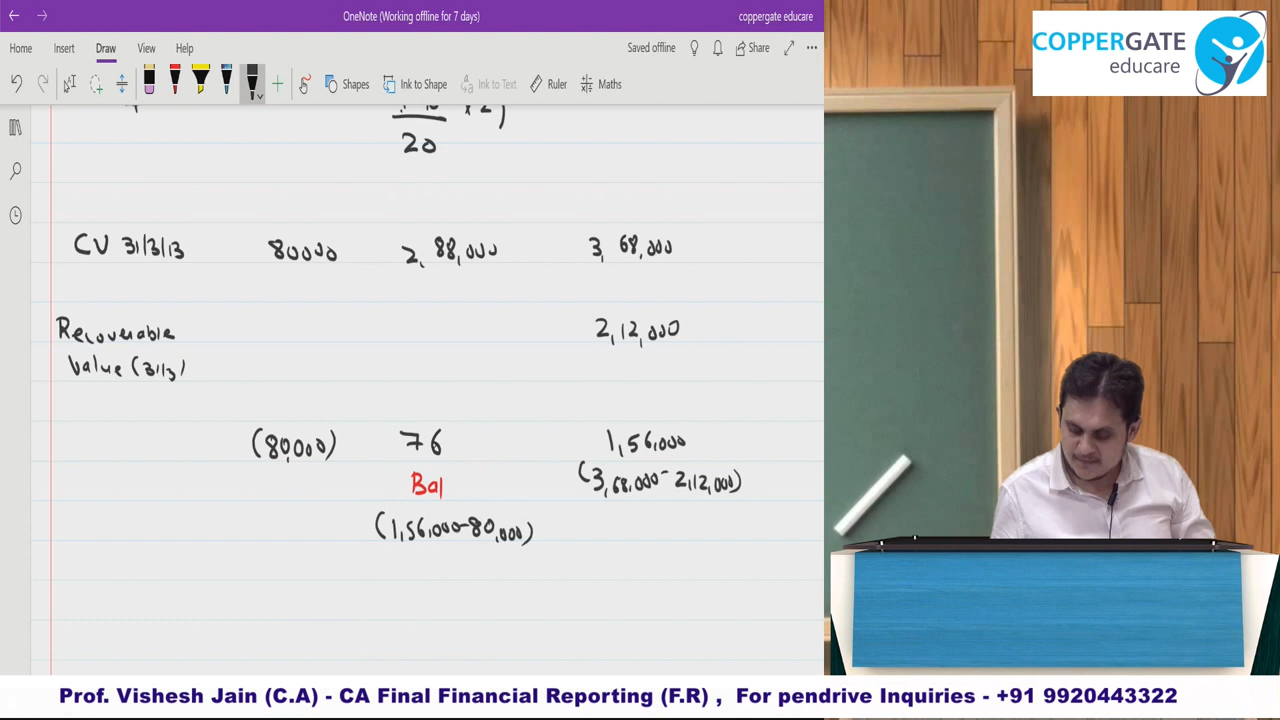 OneNote (Working offline for 7 days)
coppergate educare
Home Insert Draw View Help
Saved offline Share
Shapes Ink to Shape Ink to Text Ruler Maths
20
CV 31/3/13 80000 2,88,000 3,68,000
Recoverable 2,12,000
Value (31/3)
(80,000) 76 1,56,000
Bal (3,68,000-2,12,000)
(1,56,000-80,000)
COPPERGATE
educare
Prof. Vishesh Jain (C.A) - CA Final Financial Reporting (F.R) , For pendrive Inquiries - +91 9920443322